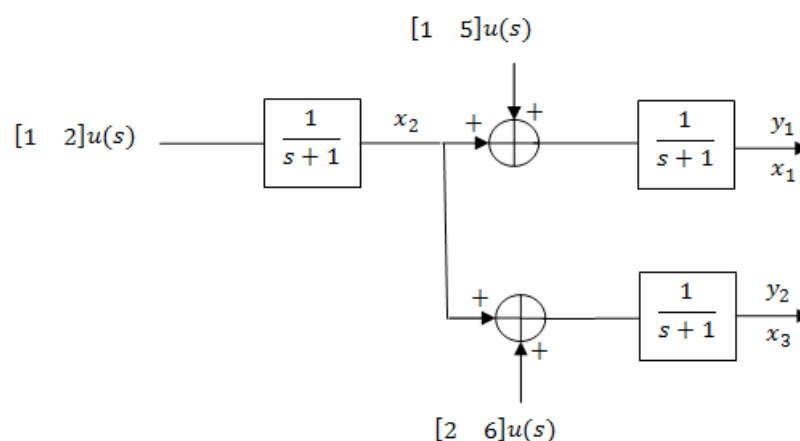 [1 5]u(s)
[1 2]u(s)
1
s + 1
x₂
+
+
1
s + 1
y₁
x₁
+
+
1
s + 1
y₂
x₃
[2 6]u(s)